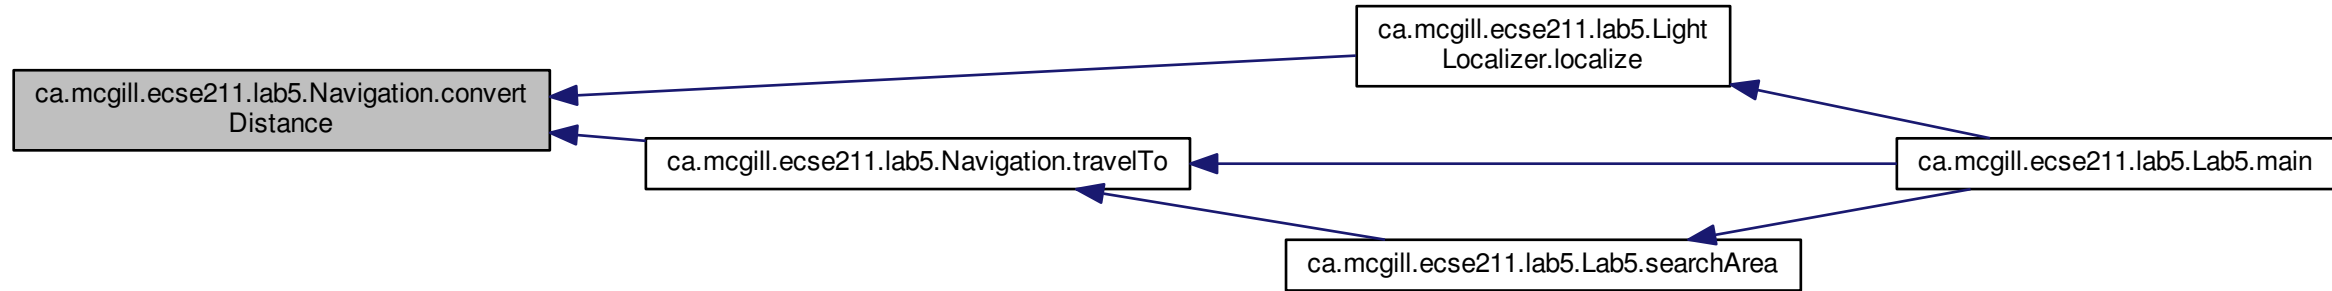 ca.mcgill.ecse211.lab5.Navigation.convert
Distance
ca.mcgill.ecse211.lab5.Light
Localizer.localize
ca.mcgill.ecse211.lab5.Navigation.travelTo
ca.mcgill.ecse211.lab5.Lab5.main
ca.mcgill.ecse211.lab5.Lab5.searchArea